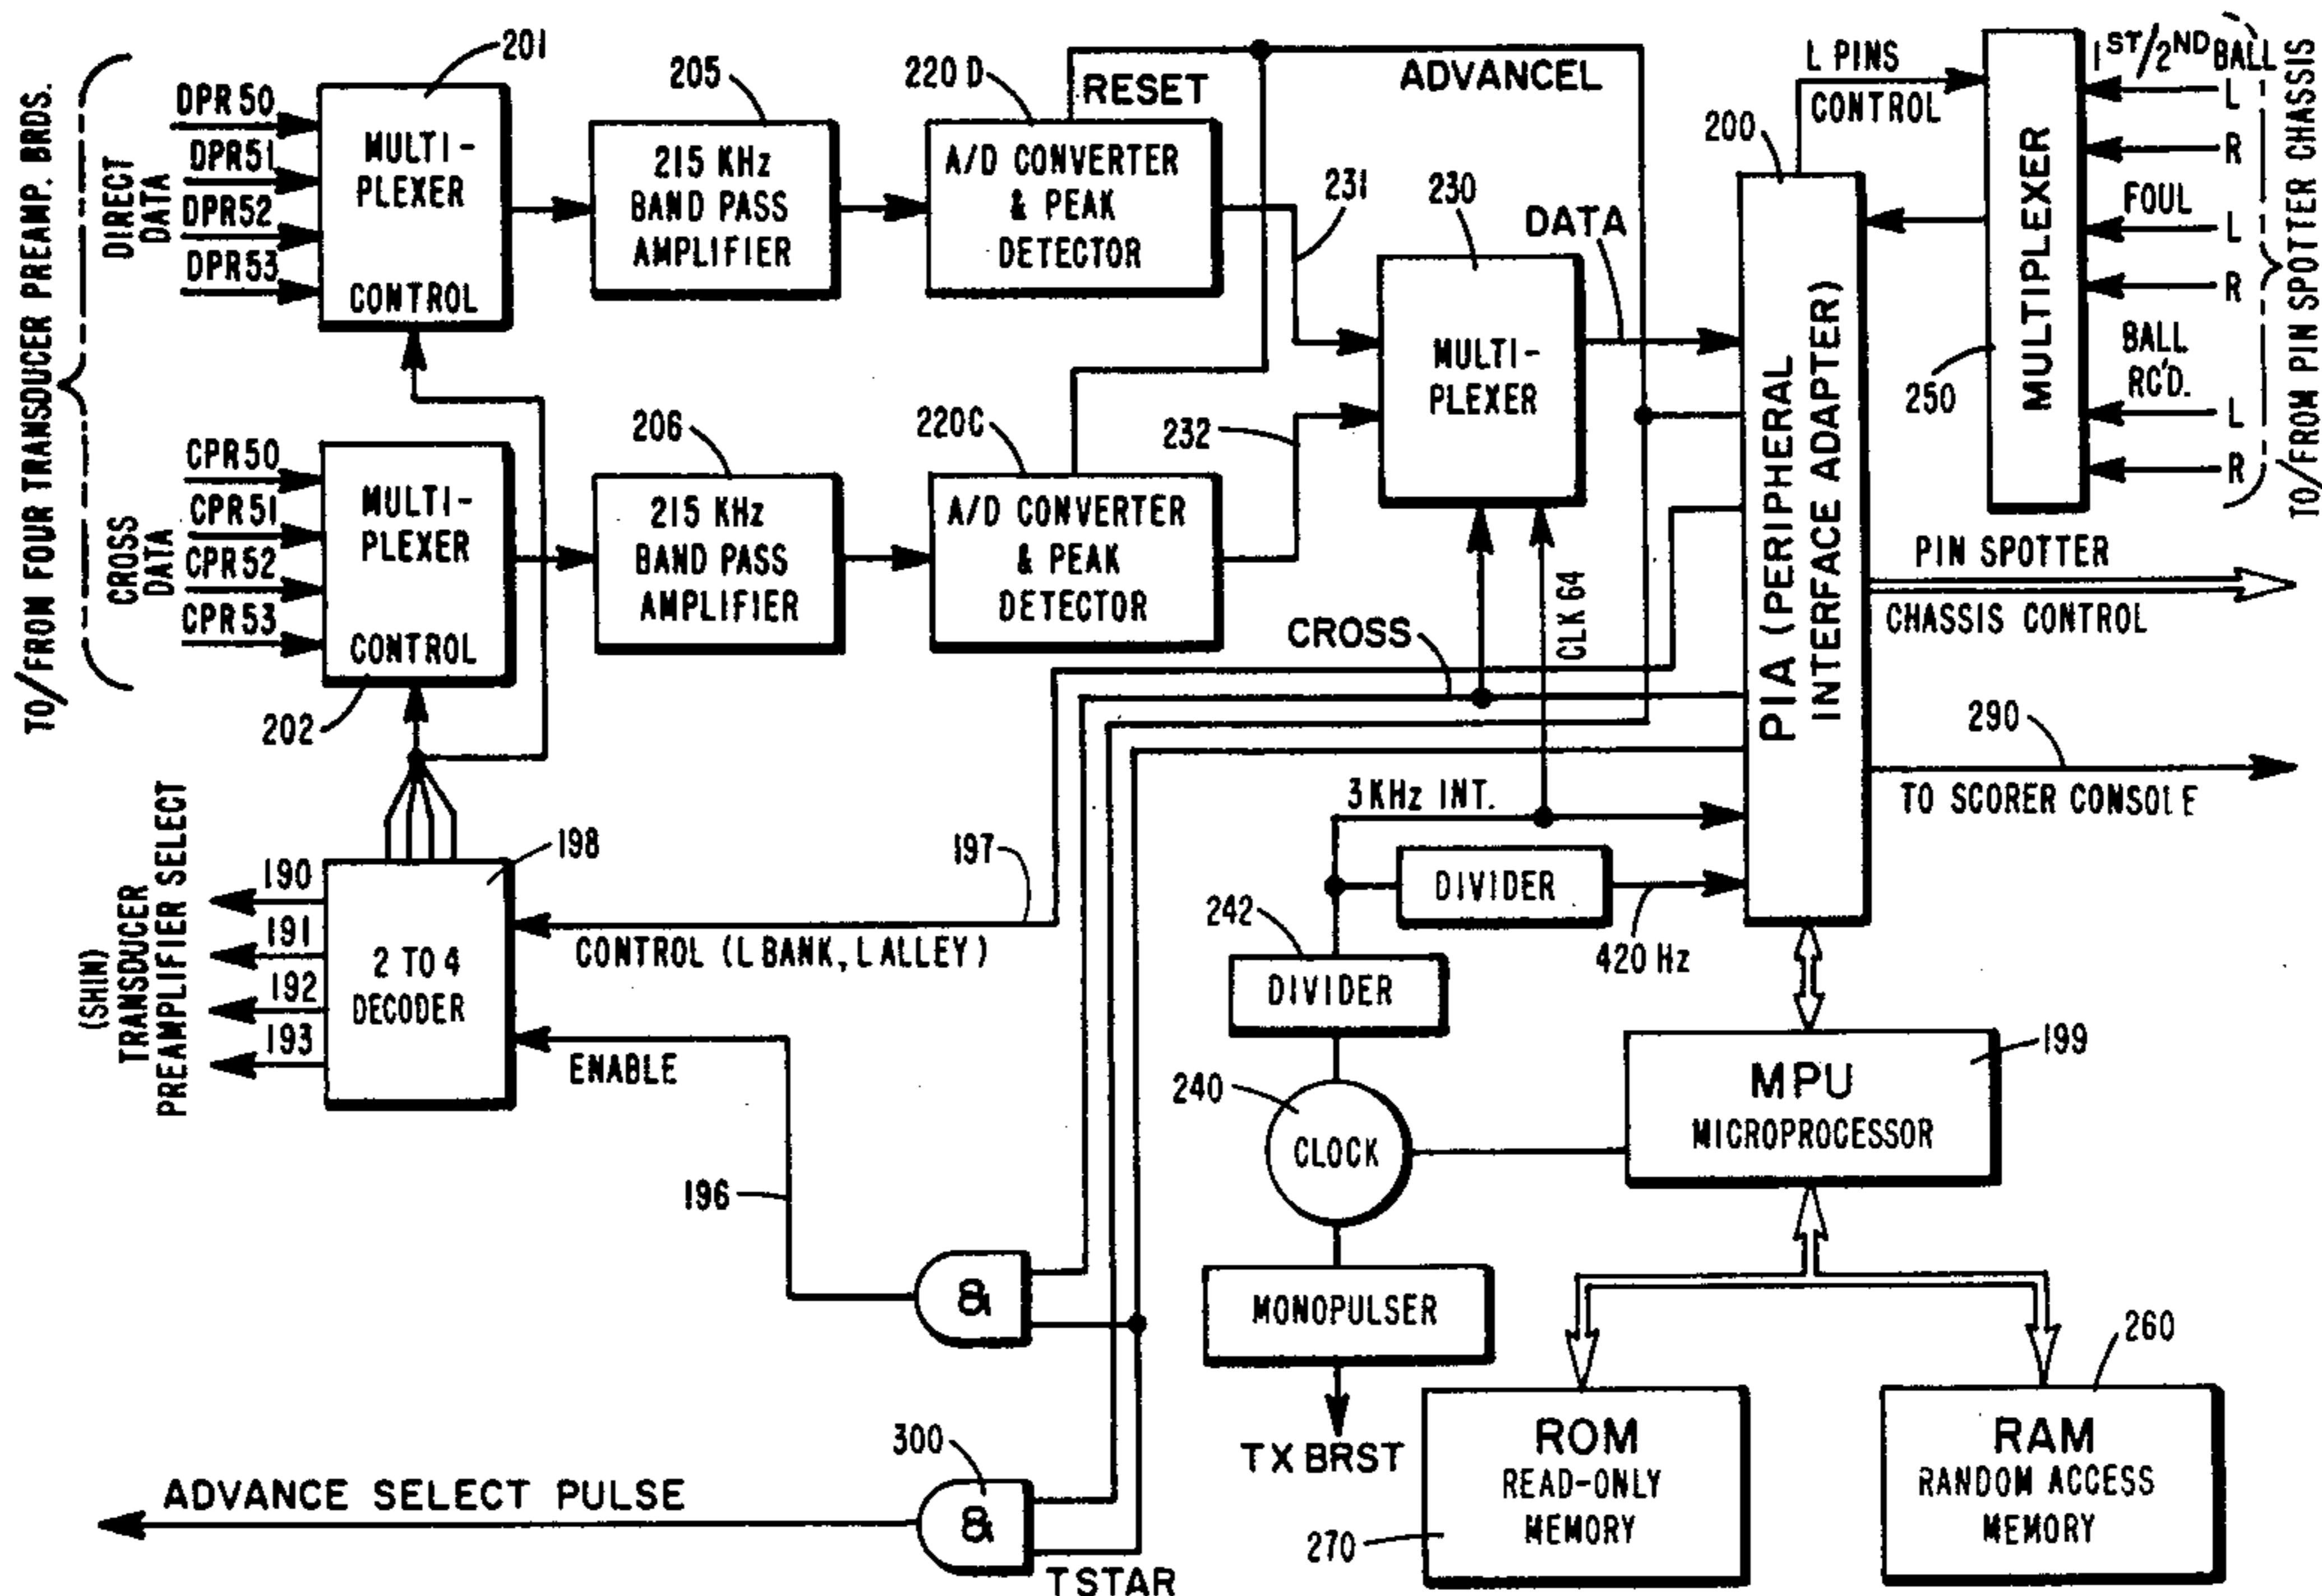 TO/FROM FOUR TRANSDUCER PREAMP. BRDS.
DIRECT
DATA
DPR50
DPR51
DPR52
DPR53
201
MULTI-
PLEXER
CONTROL
205
215 KHz
BAND PASS
AMPLIFIER
220D
RESET
A/D CONVERTER
& PEAK
DETECTOR
ADVANCEL
231
230
DATA
MULTI-
PLEXER
232
200
L PINS
CONTROL
PIA (PERIPHERAL
INTERFACE ADAPTER)
MULTIPLEXER
250
1ST/2ND BALL
L
R
FOUL
L
R
BALL
RC'D.
L
R
TO/FROM PIN SPOTTER CHASSIS
CROSS
DATA
CPR50
CPR51
CPR52
CPR53
MULTI-
PLEXER
CONTROL
202
206
215 KHz
BAND PASS
AMPLIFIER
220C
A/D CONVERTER
& PEAK
DETECTOR
CROSS
CLK 64
PIN SPOTTER
CHASSIS CONTROL
290
TO SCORER CONSOLE
3KHz INT.
DIVIDER
420 Hz
242
DIVIDER
(SHIN)
TRANSDUCER
PREAMPLIFIER SELECT
190
191
192
193
198
2 TO 4
DECODER
197
CONTROL (L BANK, L ALLEY)
ENABLE
196
&
240
CLOCK
199
MPU
MICROPROCESSOR
MONOPULSER
TX BRST
ROM
READ-ONLY
MEMORY
270
260
RAM
RANDOM ACCESS
MEMORY
300
&
ADVANCE SELECT PULSE
TSTAR